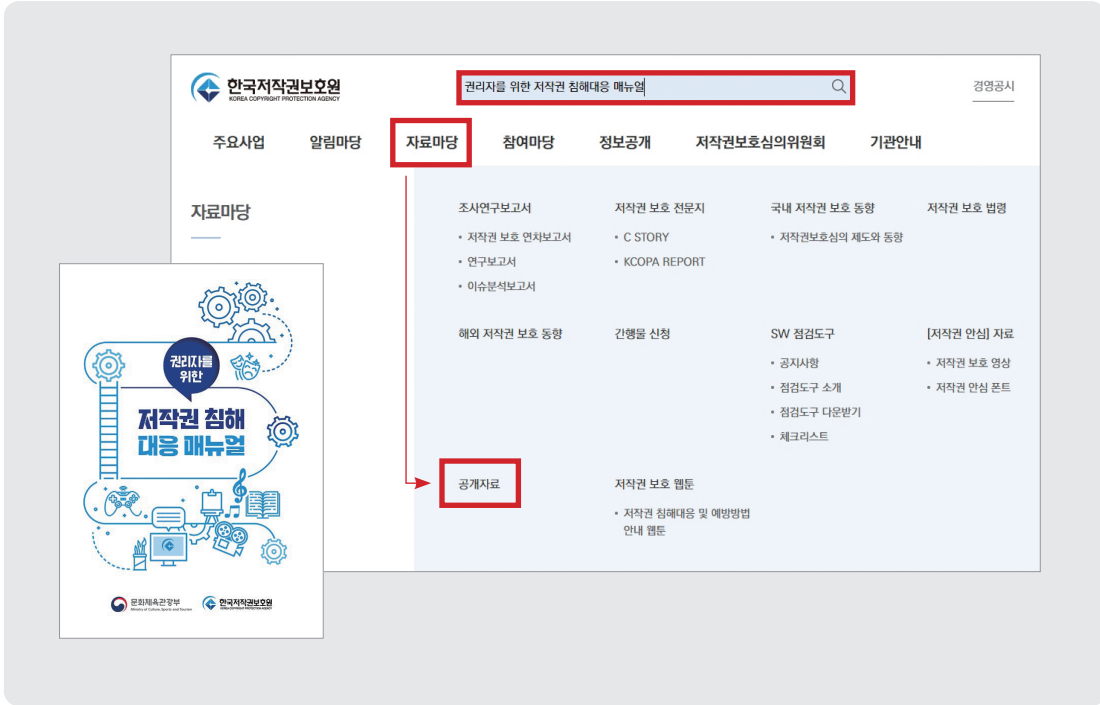 한국저작권보호원
KOREA COPYRIGHT PROTECTION AGENCY
권리자를 위한 저작권 침해대응 매뉴얼
경영공시
주요사업 알림마당 자료마당 참여마당 정보공개 저작권보호심의위원회 기관안내
자료마당
조사연구보고서
• 저작권 보호 연차보고서
• 연구보고서
• 이슈분석보고서
저작권 보호 전문지
• C STORY
• KCOPA REPORT
국내 저작권 보호 동향
• 저작권보호심의 제도와 동향
저작권 보호 법령
해외 저작권 보호 동향
간행물 신청
SW 점검도구
• 공지사항
• 점검도구 소개
• 점검도구 다운받기
• 체크리스트
[저작권 안심] 자료
• 저작권 보호 영상
• 저작권 안심 폰트
공개자료
저작권 보호 웹툰
• 저작권 침해대응 및 예방방법
안내 웹툰
권리자를
위한
저작권 침해
대응 매뉴얼
문화체육관광부
Ministry of Culture, Sports and Tourism
한국저작권보호원
KOREA COPYRIGHT PROTECTION AGENCY